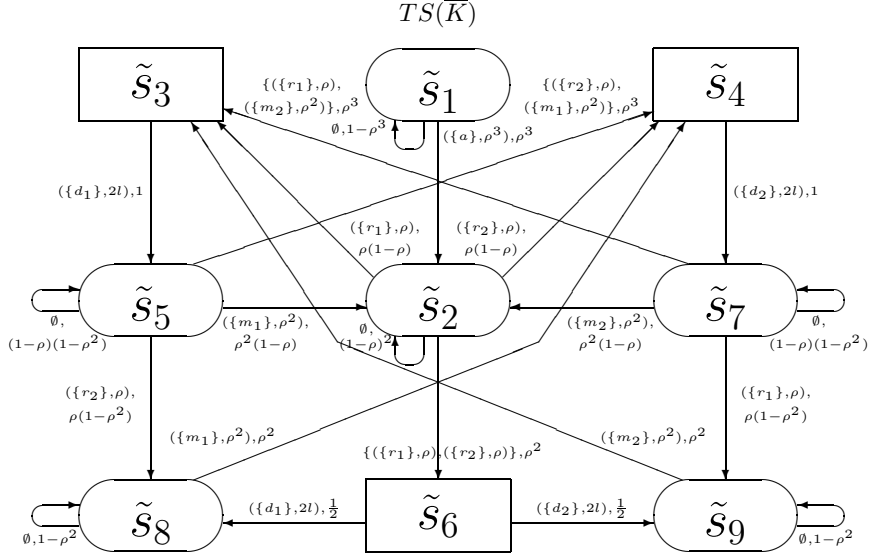 TS(K̅)
s̃₃
s̃₁
s̃₄
{({r₁},ρ),
({m₂},ρ²)},ρ³
{({r₂},ρ),
({m₁},ρ²)},ρ³
∅,1−ρ³
({a},ρ³),ρ³
({d₁},2l),1
({d₂},2l),1
({r₁},ρ),
ρ(1−ρ)
({r₂},ρ),
ρ(1−ρ)
s̃₅
s̃₂
s̃₇
∅,
(1−ρ)(1−ρ²)
({m₁},ρ²),
ρ²(1−ρ)
∅,
(1−ρ)²
({m₂},ρ²),
ρ²(1−ρ)
∅,
(1−ρ)(1−ρ²)
({r₂},ρ),
ρ(1−ρ²)
({r₁},ρ),
ρ(1−ρ²)
({m₁},ρ²),ρ²
({m₂},ρ²),ρ²
{({r₁},ρ),({r₂},ρ)},ρ²
s̃₈
s̃₆
s̃₉
({d₁},2l),½
({d₂},2l),½
∅,1−ρ²
∅,1−ρ²